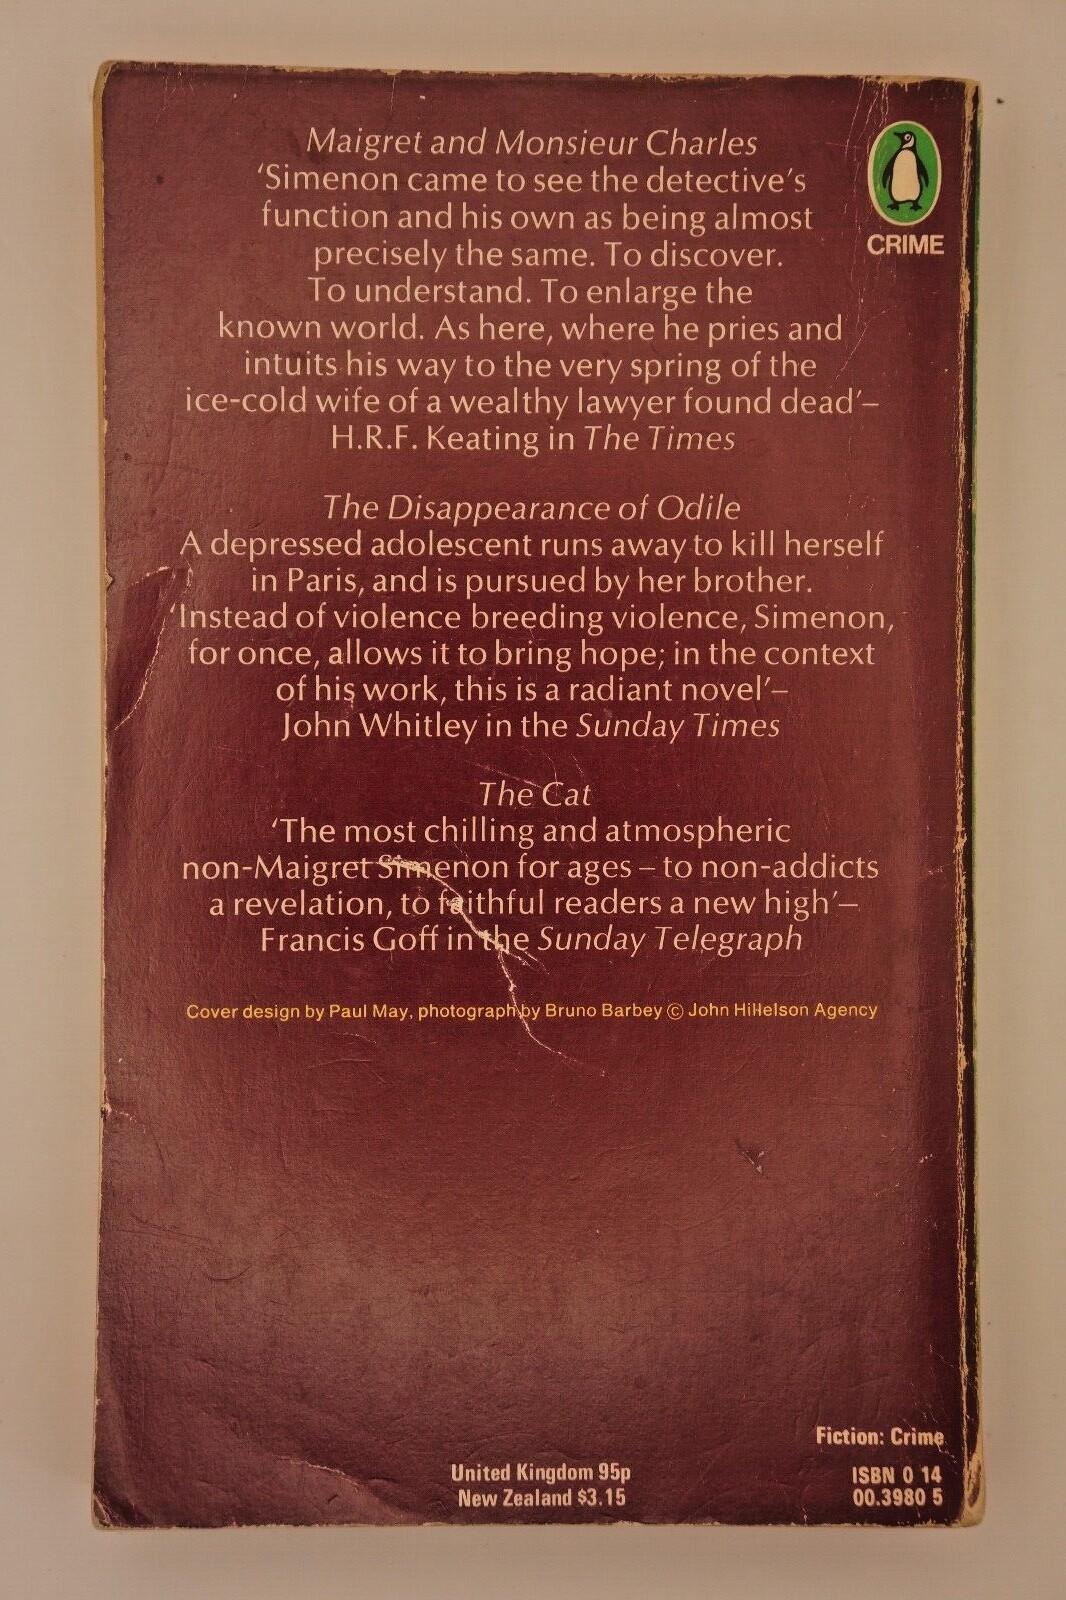 Maigret and Monsieur Charles
‘Simenon came to see the detective’s
function and his own as being almost
precisely the same. To discover.
To understand. To enlarge the
known world. As here, where he pries and
intuits his way to the very spring of the
ice-cold wife of a wealthy lawyer found dead’–
H.R.F. Keating in The Times
CRIME
The Disappearance of Odile
A depressed adolescent runs away to kill herself
in Paris, and is pursued by her brother.
‘Instead of violence breeding violence, Simenon,
for once, allows it to bring hope; in the context
of his work, this is a radiant novel’–
John Whitley in the Sunday Times
The Cat
‘The most chilling and atmospheric
non-Maigret Simenon for ages – to non-addicts
a revelation, to faithful readers a new high’–
Francis Goff in the Sunday Telegraph
Cover design by Paul May, photograph by Bruno Barbey © John Hillelson Agency
Fiction: Crime
United Kingdom 95p
New Zealand $3.15
ISBN 0 14
00.3980 5